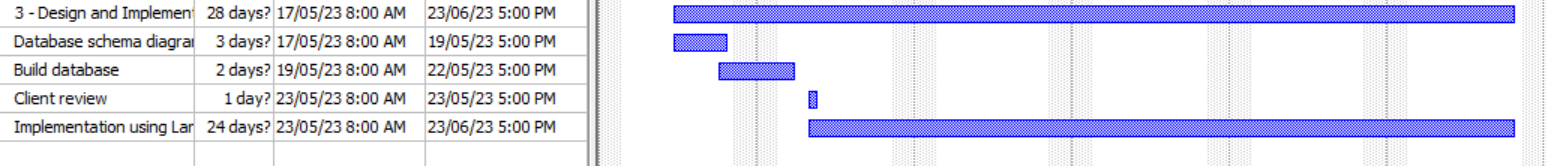 3 - Design and Implement 28 days? 17/05/23 8:00 AM 23/06/23 5:00 PM
Database schema diagra 3 days? 17/05/23 8:00 AM 19/05/23 5:00 PM
Build database 2 days? 19/05/23 8:00 AM 22/05/23 5:00 PM
Client review 1 day? 23/05/23 8:00 AM 23/05/23 5:00 PM
Implementation using Lar 24 days? 23/05/23 8:00 AM 23/06/23 5:00 PM